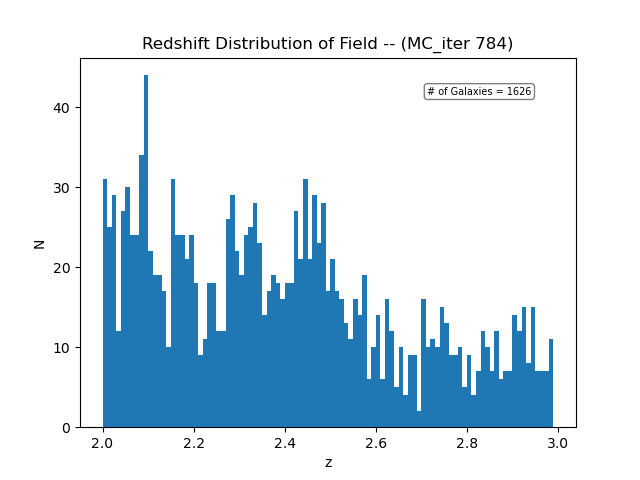 Redshift Distribution of Field -- (MC_iter 784)
# of Galaxies = 1626
40
30
20
10
0
N
2.0 2.2 2.4 2.6 2.8 3.0
z